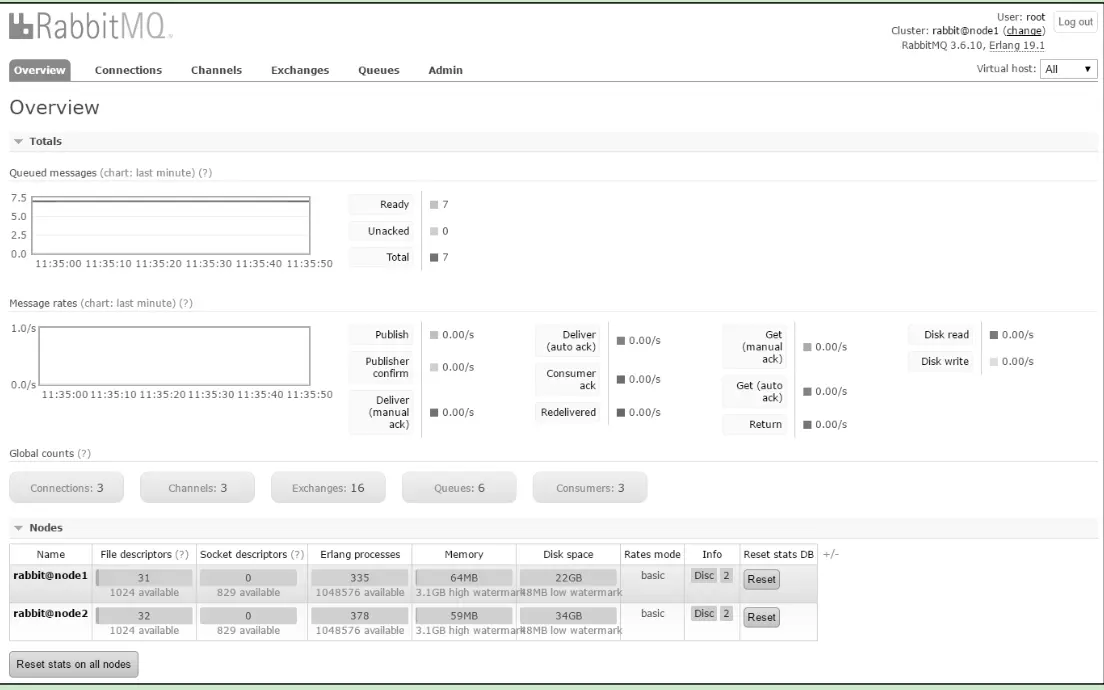 RabbitMQ.
User: root
Log out
Cluster: rabbit@node1 (change)
RabbitMQ 3.6.10, Erlang 19.1
Overview Connections Channels Exchanges Queues Admin
Virtual host: All
Overview
Totals
Queued messages (chart: last minute) (?)
7.5
5.0
2.5
0.0
11:35:00 11:35:10 11:35:20 11:35:30 11:35:40 11:35:50
Ready 7
Unacked 0
Total 7
Message rates (chart: last minute) (?)
1.0/s
0.0/s
11:35:00 11:35:10 11:35:20 11:35:30 11:35:40 11:35:50
Publish 0.00/s
Publisher
confirm 0.00/s
Deliver
(manual
ack) 0.00/s
Deliver
(auto ack) 0.00/s
Consumer
ack 0.00/s
Redelivered 0.00/s
Get
(manual
ack) 0.00/s
Get (auto
ack) 0.00/s
Return 0.00/s
Disk read 0.00/s
Disk write 0.00/s
Global counts (?)
Connections: 3 Channels: 3 Exchanges: 16 Queues: 6 Consumers: 3
Nodes
Name File descriptors (?) Socket descriptors (?) Erlang processes Memory Disk space Rates mode Info Reset stats DB +/-
rabbit@node1 31 0 335 64MB 22GB basic Disc 2 Reset
1024 available 829 available 1048576 available 3.1GB high watermark 48MB low watermark
rabbit@node2 32 0 378 59MB 34GB basic Disc 2 Reset
1024 available 829 available 1048576 available 3.1GB high watermark 48MB low watermark
Reset stats on all nodes